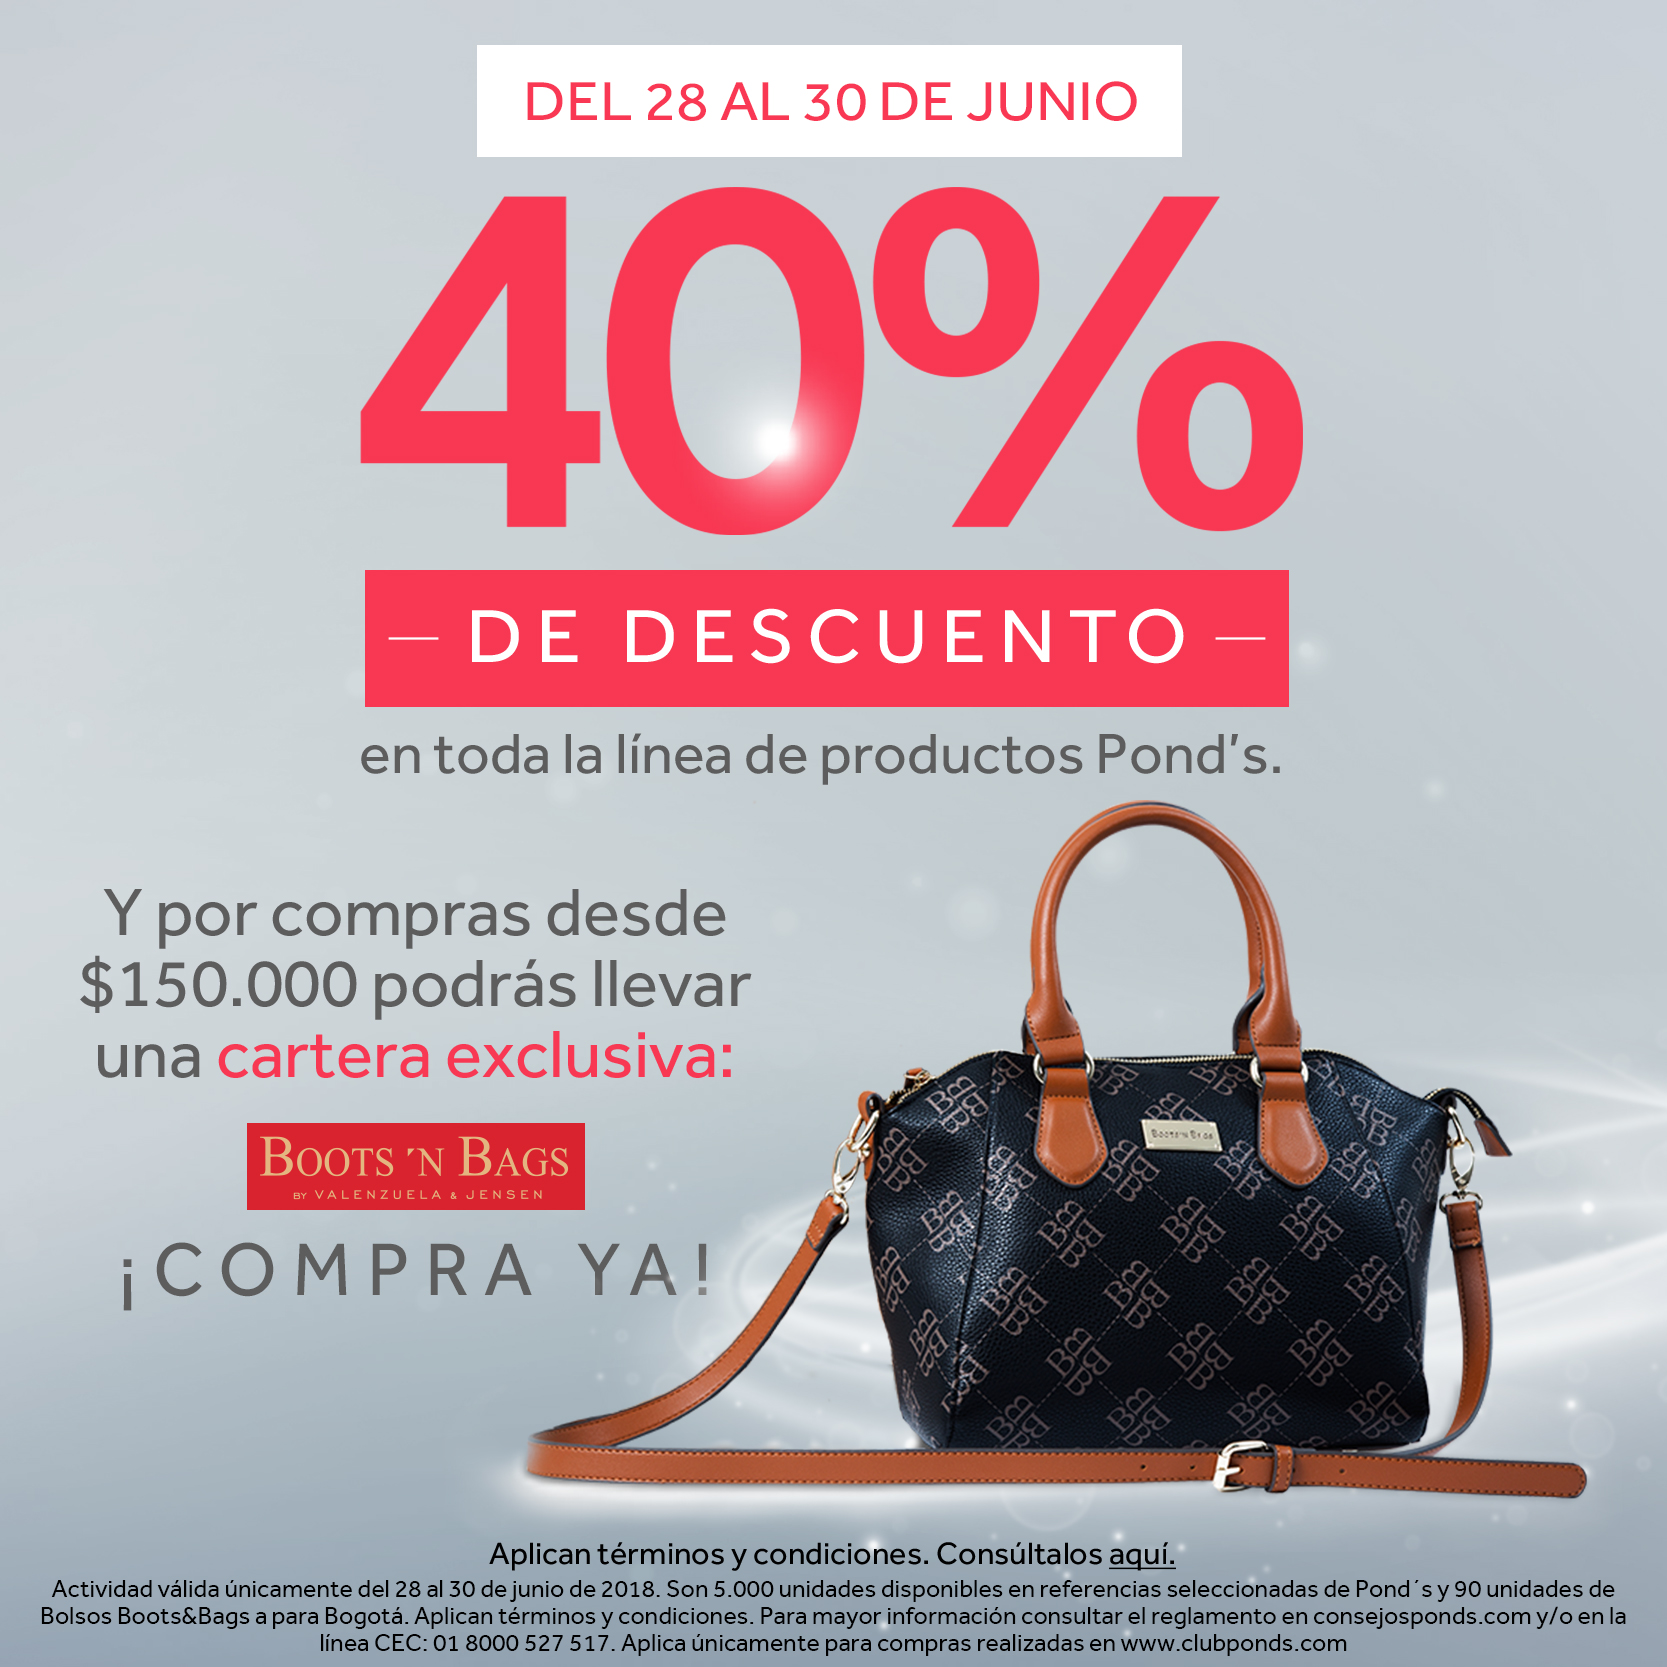 DEL 28 AL 30 DE JUNIO
40%
— DE DESCUENTO —
en toda la línea de productos Pond's.
Y por compras desde
$150.000 podrás llevar
una cartera exclusiva:
BOOTS 'N BAGS
BY VALENZUELA & JENSEN
¡COMPRA YA!
BOOTS 'N BAGS
Aplican términos y condiciones. Consúltalos aquí.
Actividad válida únicamente del 28 al 30 de junio de 2018. Son 5.000 unidades disponibles en referencias seleccionadas de Pond´s y 90 unidades de
Bolsos Boots&Bags a para Bogotá. Aplican términos y condiciones. Para mayor información consultar el reglamento en consejosponds.com y/o en la
línea CEC: 01 8000 527 517. Aplica únicamente para compras realizadas en www.clubponds.com